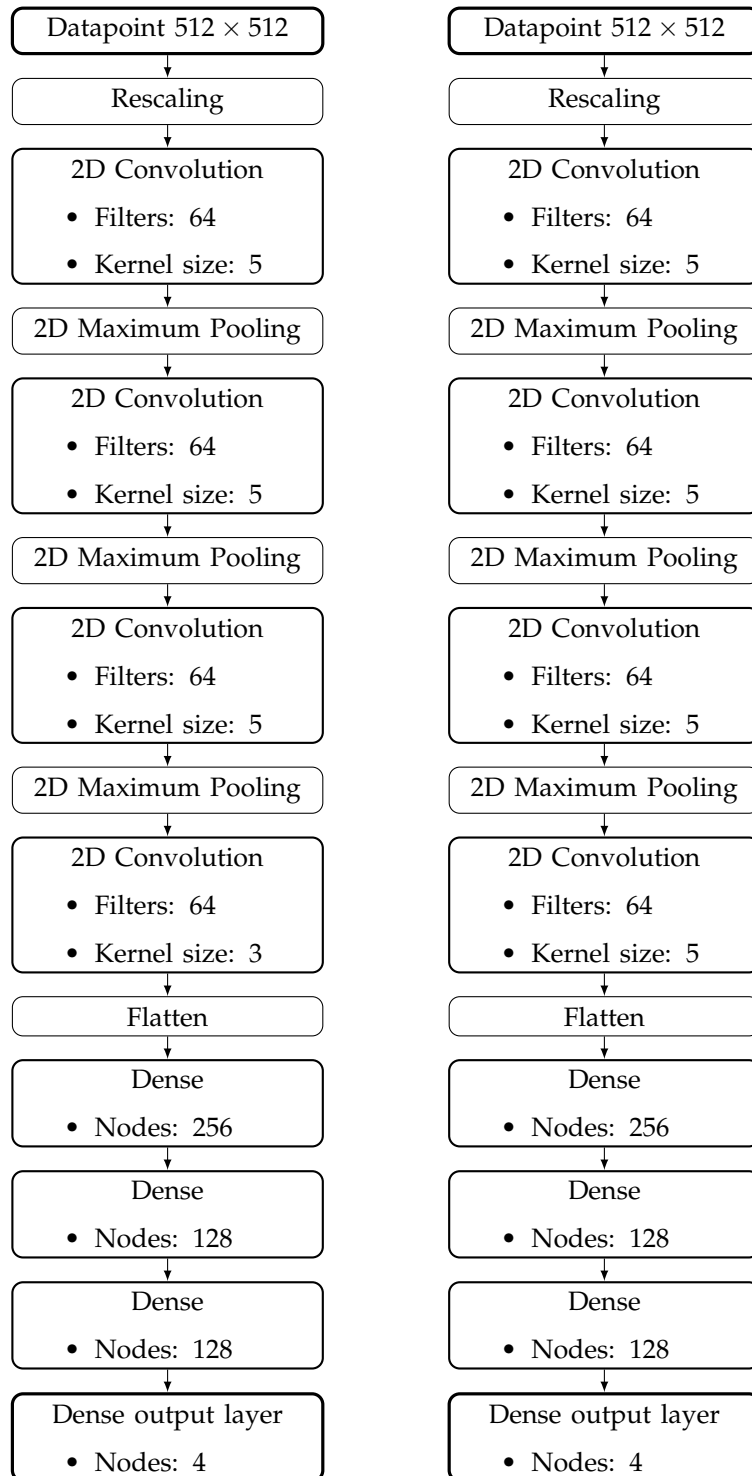 Datapoint 512 × 512
Rescaling
2D Convolution
• Filters: 64
• Kernel size: 5
2D Maximum Pooling
2D Convolution
• Filters: 64
• Kernel size: 5
2D Maximum Pooling
2D Convolution
• Filters: 64
• Kernel size: 5
2D Maximum Pooling
2D Convolution
• Filters: 64
• Kernel size: 3
Flatten
Dense
• Nodes: 256
Dense
• Nodes: 128
Dense
• Nodes: 128
Dense output layer
• Nodes: 4
Datapoint 512 × 512
Rescaling
2D Convolution
• Filters: 64
• Kernel size: 5
2D Maximum Pooling
2D Convolution
• Filters: 64
• Kernel size: 5
2D Maximum Pooling
2D Convolution
• Filters: 64
• Kernel size: 5
2D Maximum Pooling
2D Convolution
• Filters: 64
• Kernel size: 5
Flatten
Dense
• Nodes: 256
Dense
• Nodes: 128
Dense
• Nodes: 128
Dense output layer
• Nodes: 4